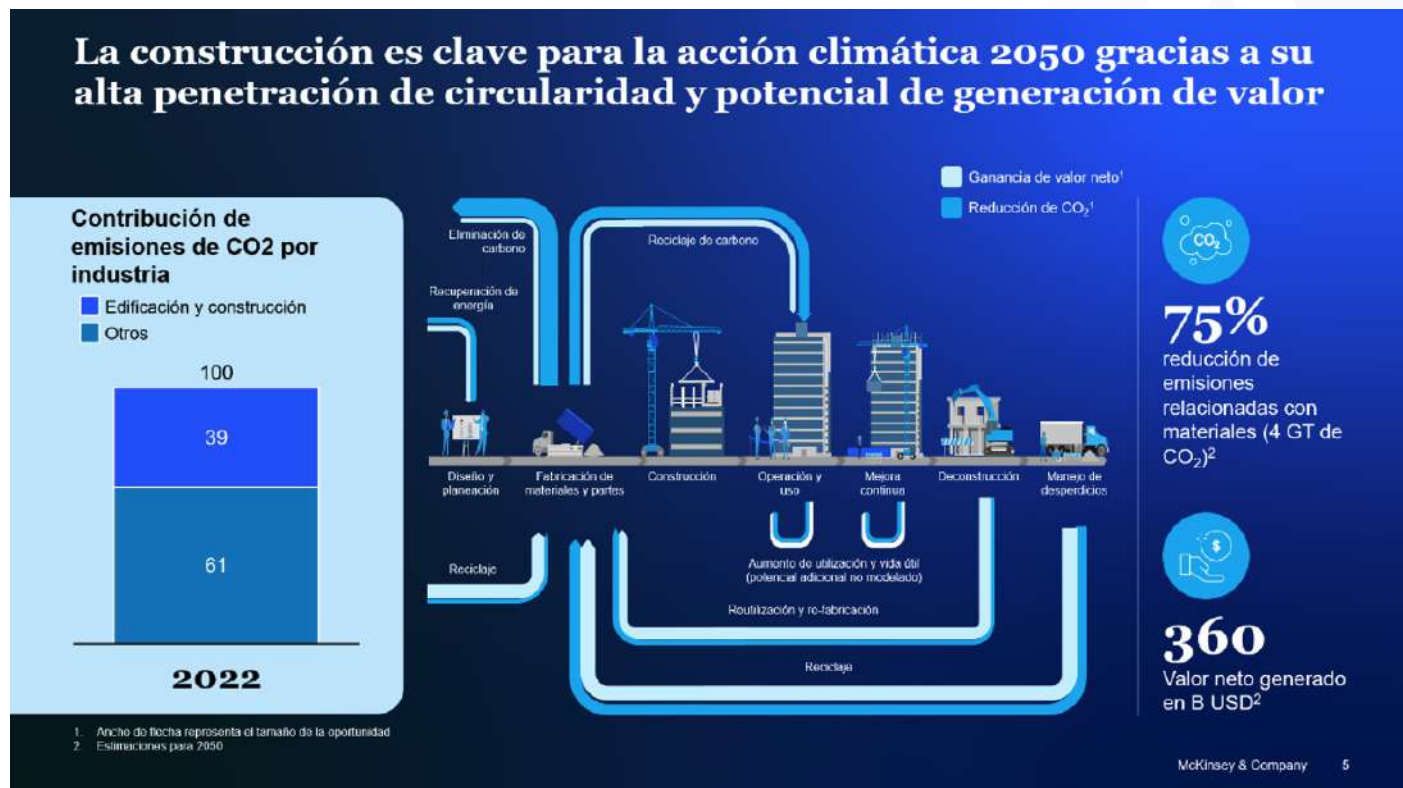 La construcción es clave para la acción climática 2050 gracias a su
alta penetración de circularidad y potencial de generación de valor
Contribución de
emisiones de CO2 por
industria
Edificación y construcción
Otros
100
39
61
2022
Ganancia de valor neto¹
Reducción de CO₂¹
Eliminación de
carbono
Reciclaje de carbono
Recuperación de
energía
Diseño y
planeación
Fabricación de
materiales y partes
Construcción
Operación y
uso
Mejora
continua
Deconstrucción
Manejo de
desperdicios
Reciclaje
Aumento de utilización y vida útil
(potencial adicional no modelado)
Reutilización y re-fabricación
Reciclaje
CO₂
75%
reducción de
emisiones
relacionadas con
materiales (4 GT de
CO₂)²
$
360
Valor neto generado
en B USD²
1. Ancho de flecha representa el tamaño de la oportunidad
2 Estimaciones para 2050
McKinsey & Company 5